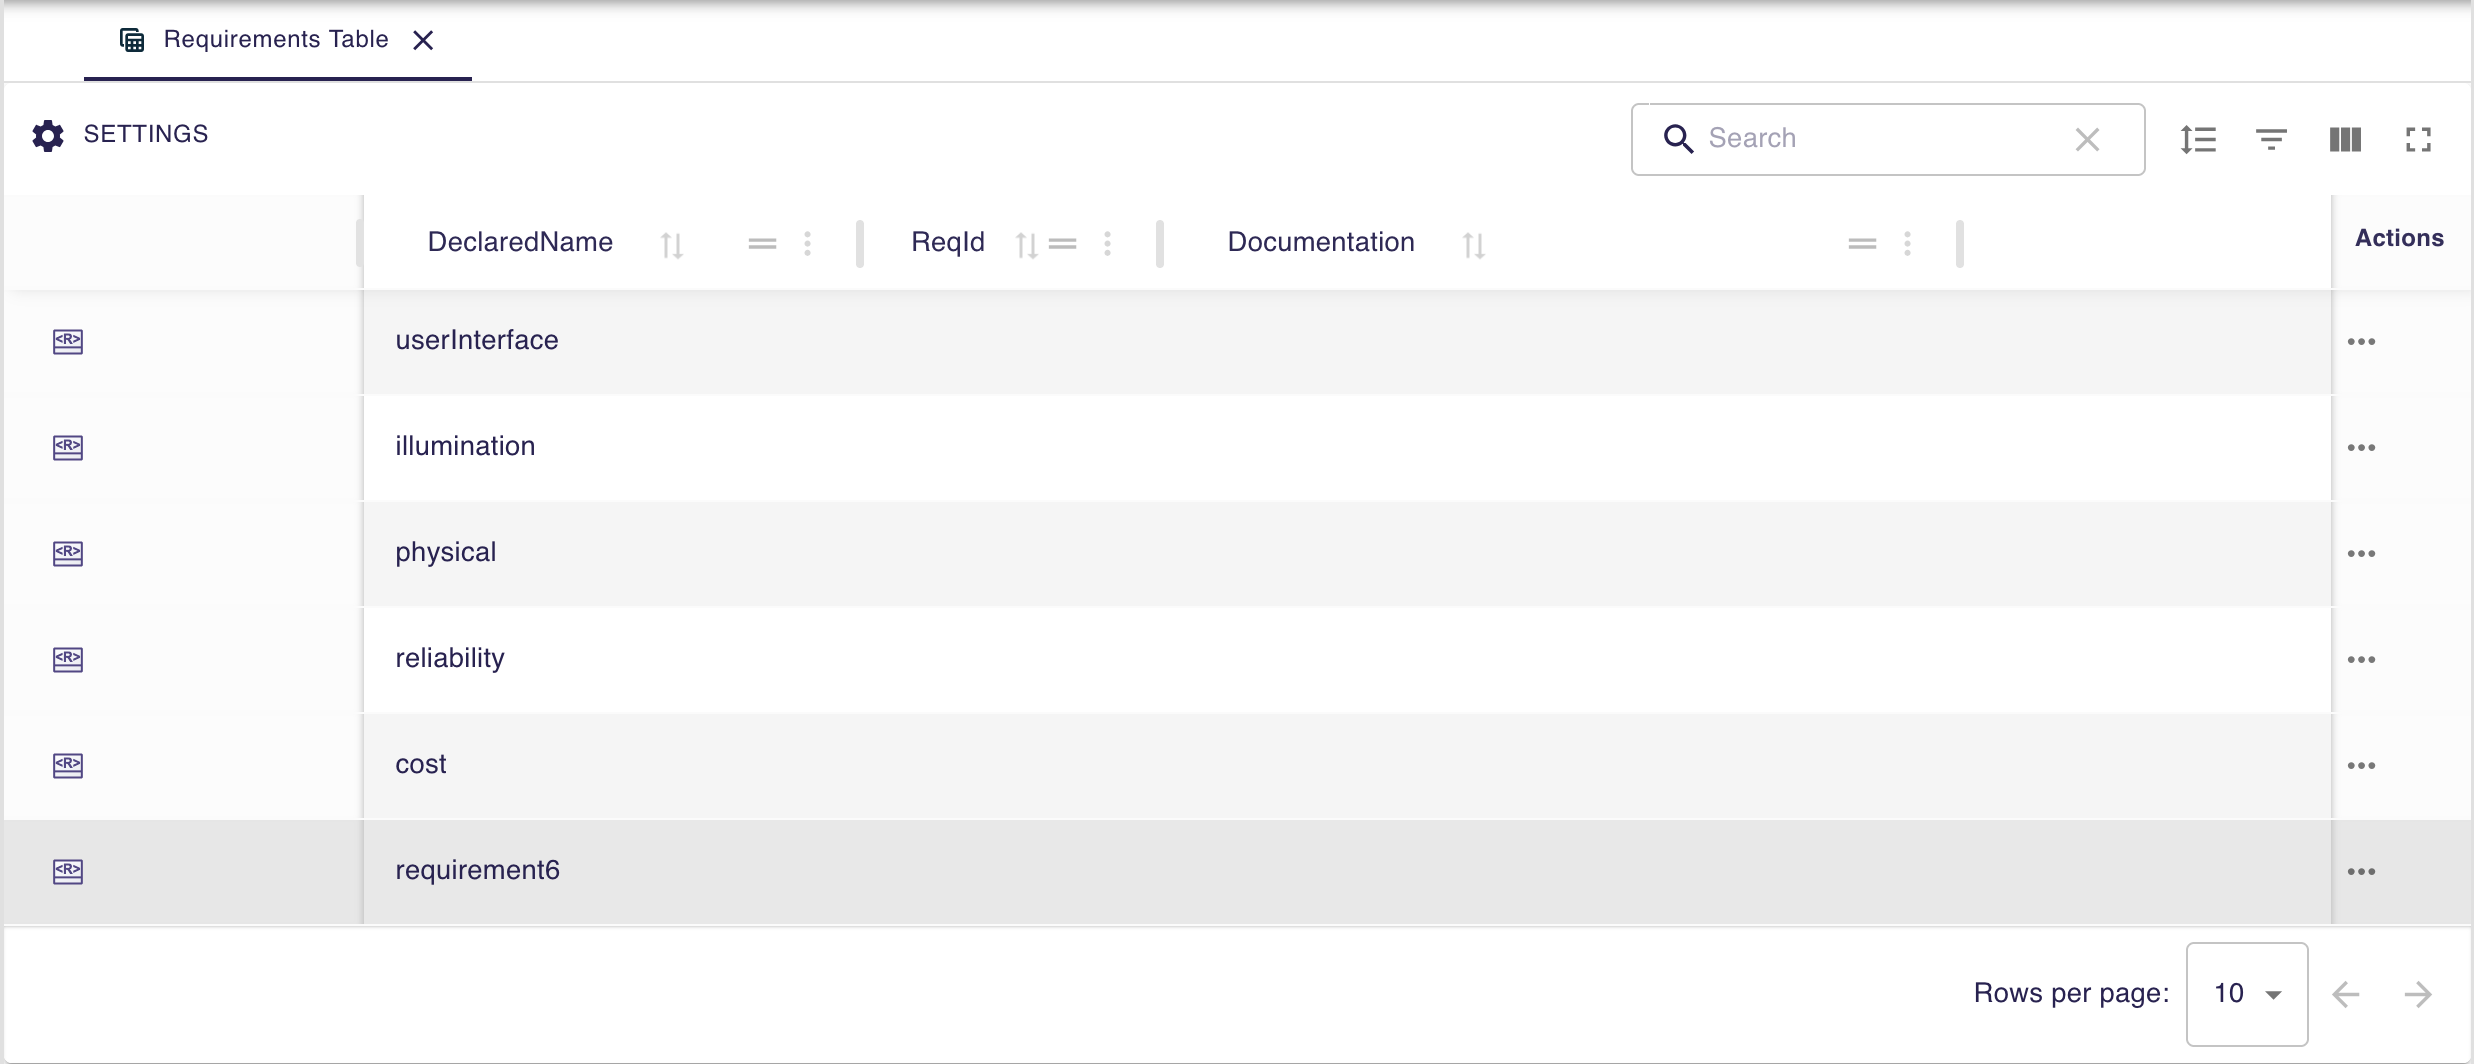 Requirements Table
SETTINGS
Search
DeclaredName ReqId Documentation Actions
<R> userInterface
<R> illumination
<R> physical
<R> reliability
<R> cost
<R> requirement6
Rows per page: 10